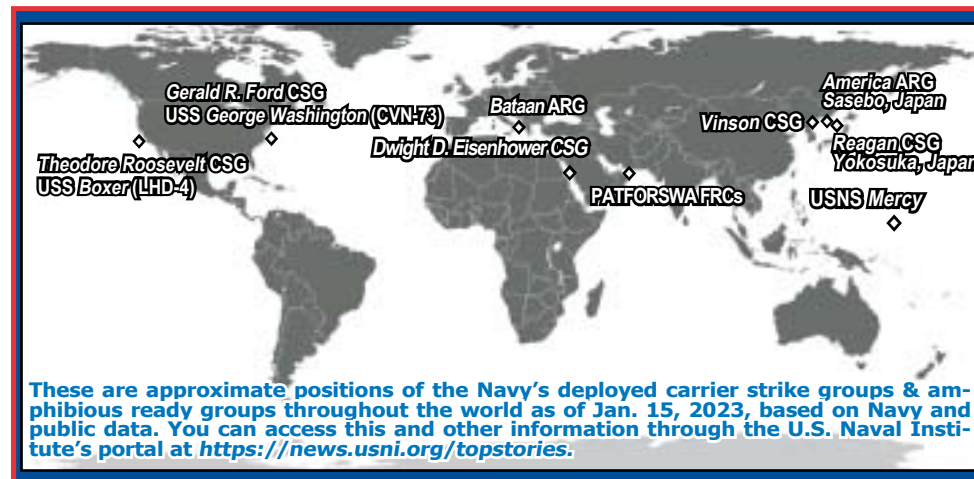 Gerald R. Ford CSG
USS George Washington (CVN-73)
Theodore Roosevelt CSG
USS Boxer (LHD-4)
Bataan ARG
Dwight D. Eisenhower CSG
PATFORSWA FRCs
Vinson CSG
America ARG
Sasebo, Japan
Reagan CSG
Yokosuka, Japan
USNS Mercy
These are approximate positions of the Navy's deployed carrier strike groups & am-
phibious ready groups throughout the world as of Jan. 15, 2023, based on Navy and
public data. You can access this and other information through the U.S. Naval Insti-
tute's portal at https://news.usni.org/topstories.